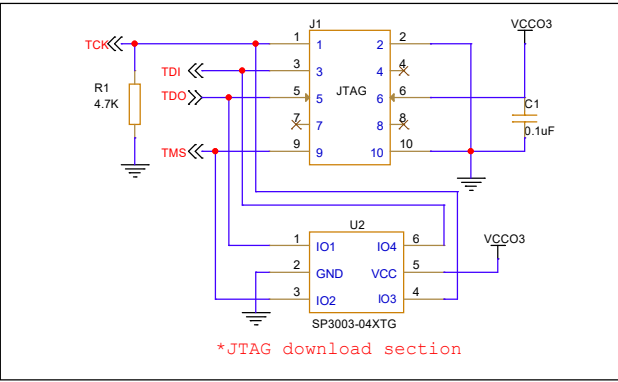 J1
VCCO3
TCK 1 1 2 2
TDI 3 3 4 4
R1
4.7K
JTAG
TDO 5 5 6 6
C1
0.1uF
7 7 8 8
TMS 9 9 10 10
U2
VCCO3
1 IO1 IO4 6
2 GND VCC 5
3 IO2 IO3 4
SP3003-04XTG
*JTAG download section